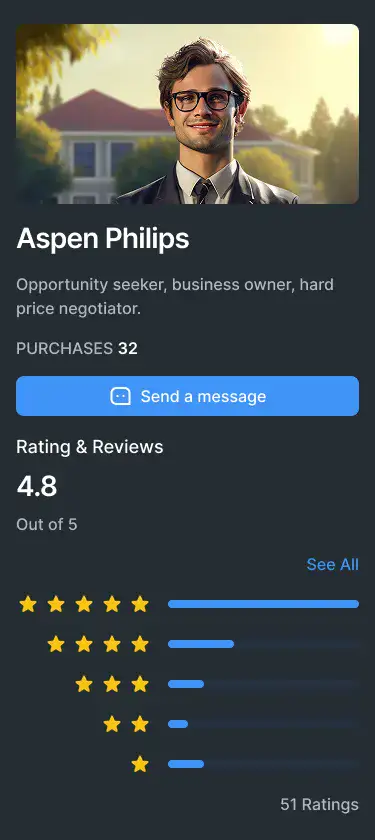 Aspen Philips
Opportunity seeker, business owner, hard
price negotiator.
PURCHASES 32
Send a message
Rating & Reviews
4.8
Out of 5
See All
51 Ratings